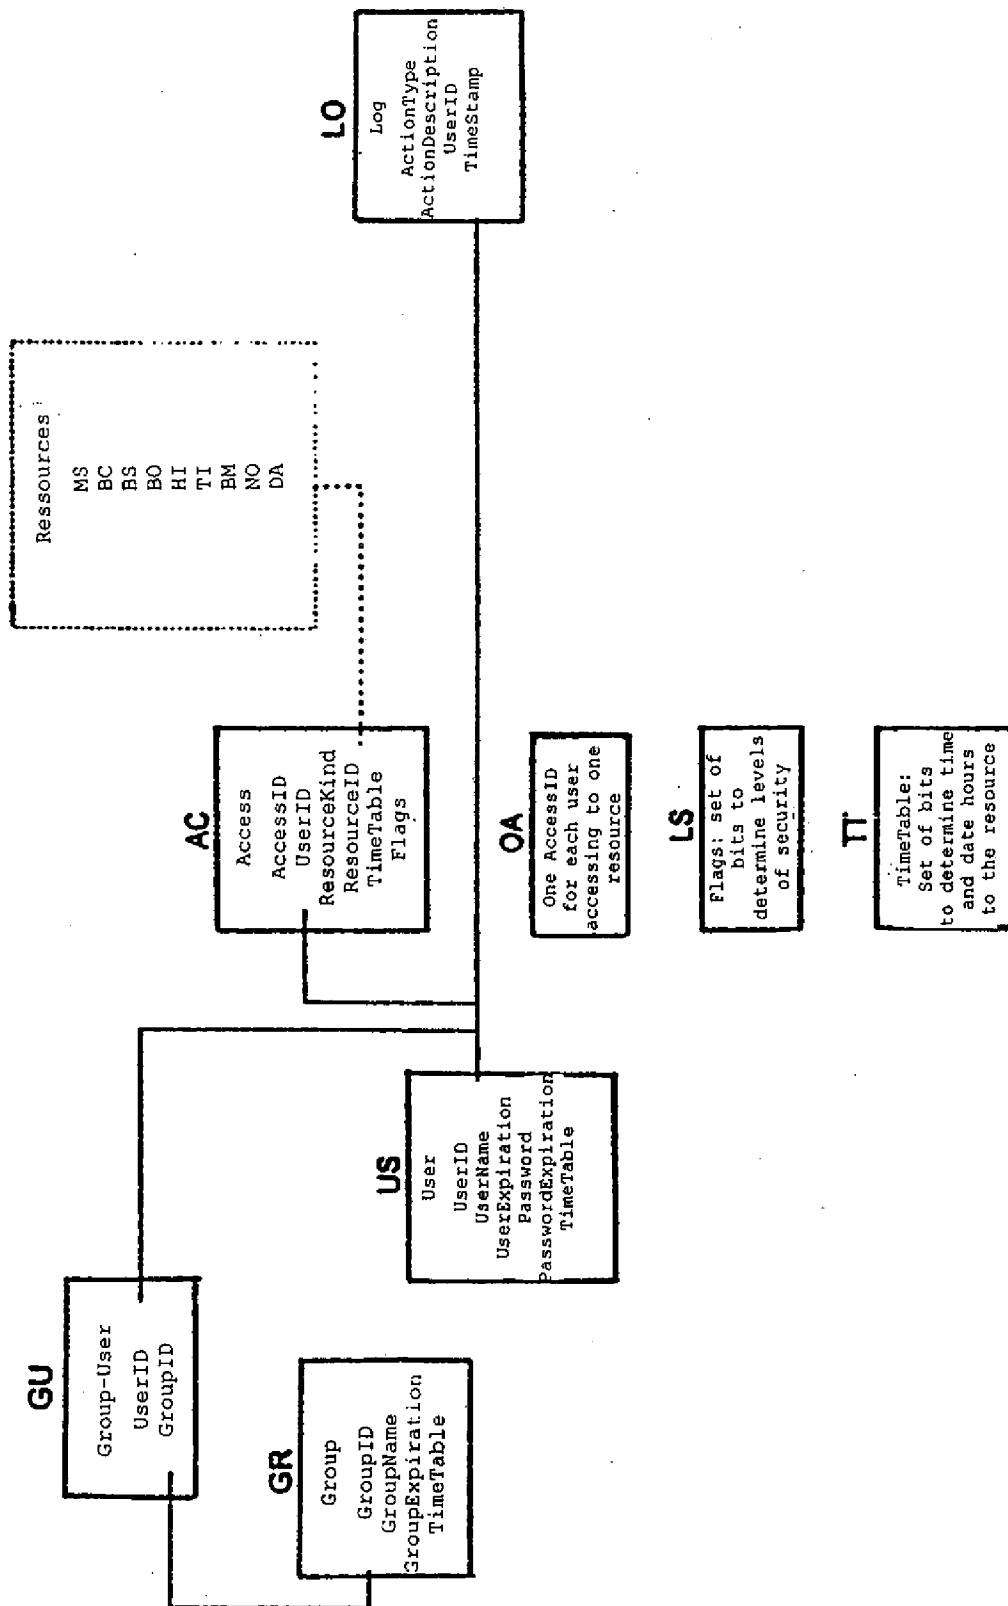 GU
Group-User
UserID
GroupID
GR
Group
GroupID
GroupName
GroupExpiration
TimeTable
US
User
UserID
UserName
UserExpiration
Password
PasswordExpiration
TimeTable
AC
Access
AccessID
UserID
ResourceKind
ResourceID
TimeTable
Flags
OA
One AccessID
for each user
accessing to one
resource
LS
Flags: set of
bits to
determine levels
of security
TT
TimeTable:
Set of bits
to determine time
and date hours
to the resource
Ressources
MS
BC
BS
BO
HI
TI
BM
NO
DA
LO
Log
ActionType
ActionDescription
UserID
TimeStamp